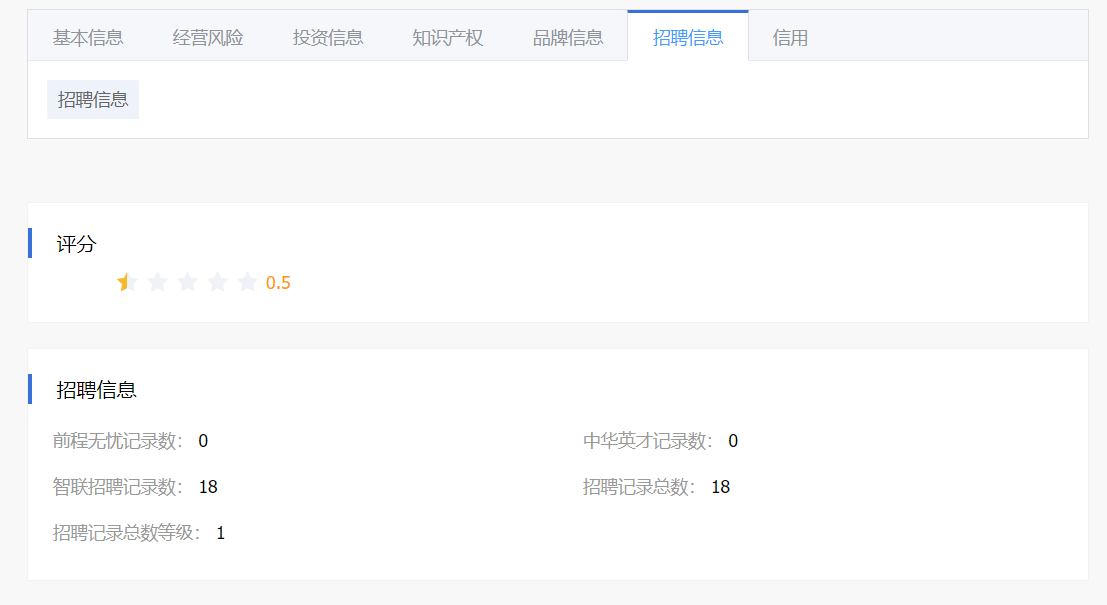 基本信息 经营风险 投资信息 知识产权 品牌信息 招聘信息 信用
招聘信息
评分
0.5
招聘信息
前程无忧记录数： 0 中华英才记录数： 0
智联招聘记录数： 18 招聘记录总数： 18
招聘记录总数等级： 1